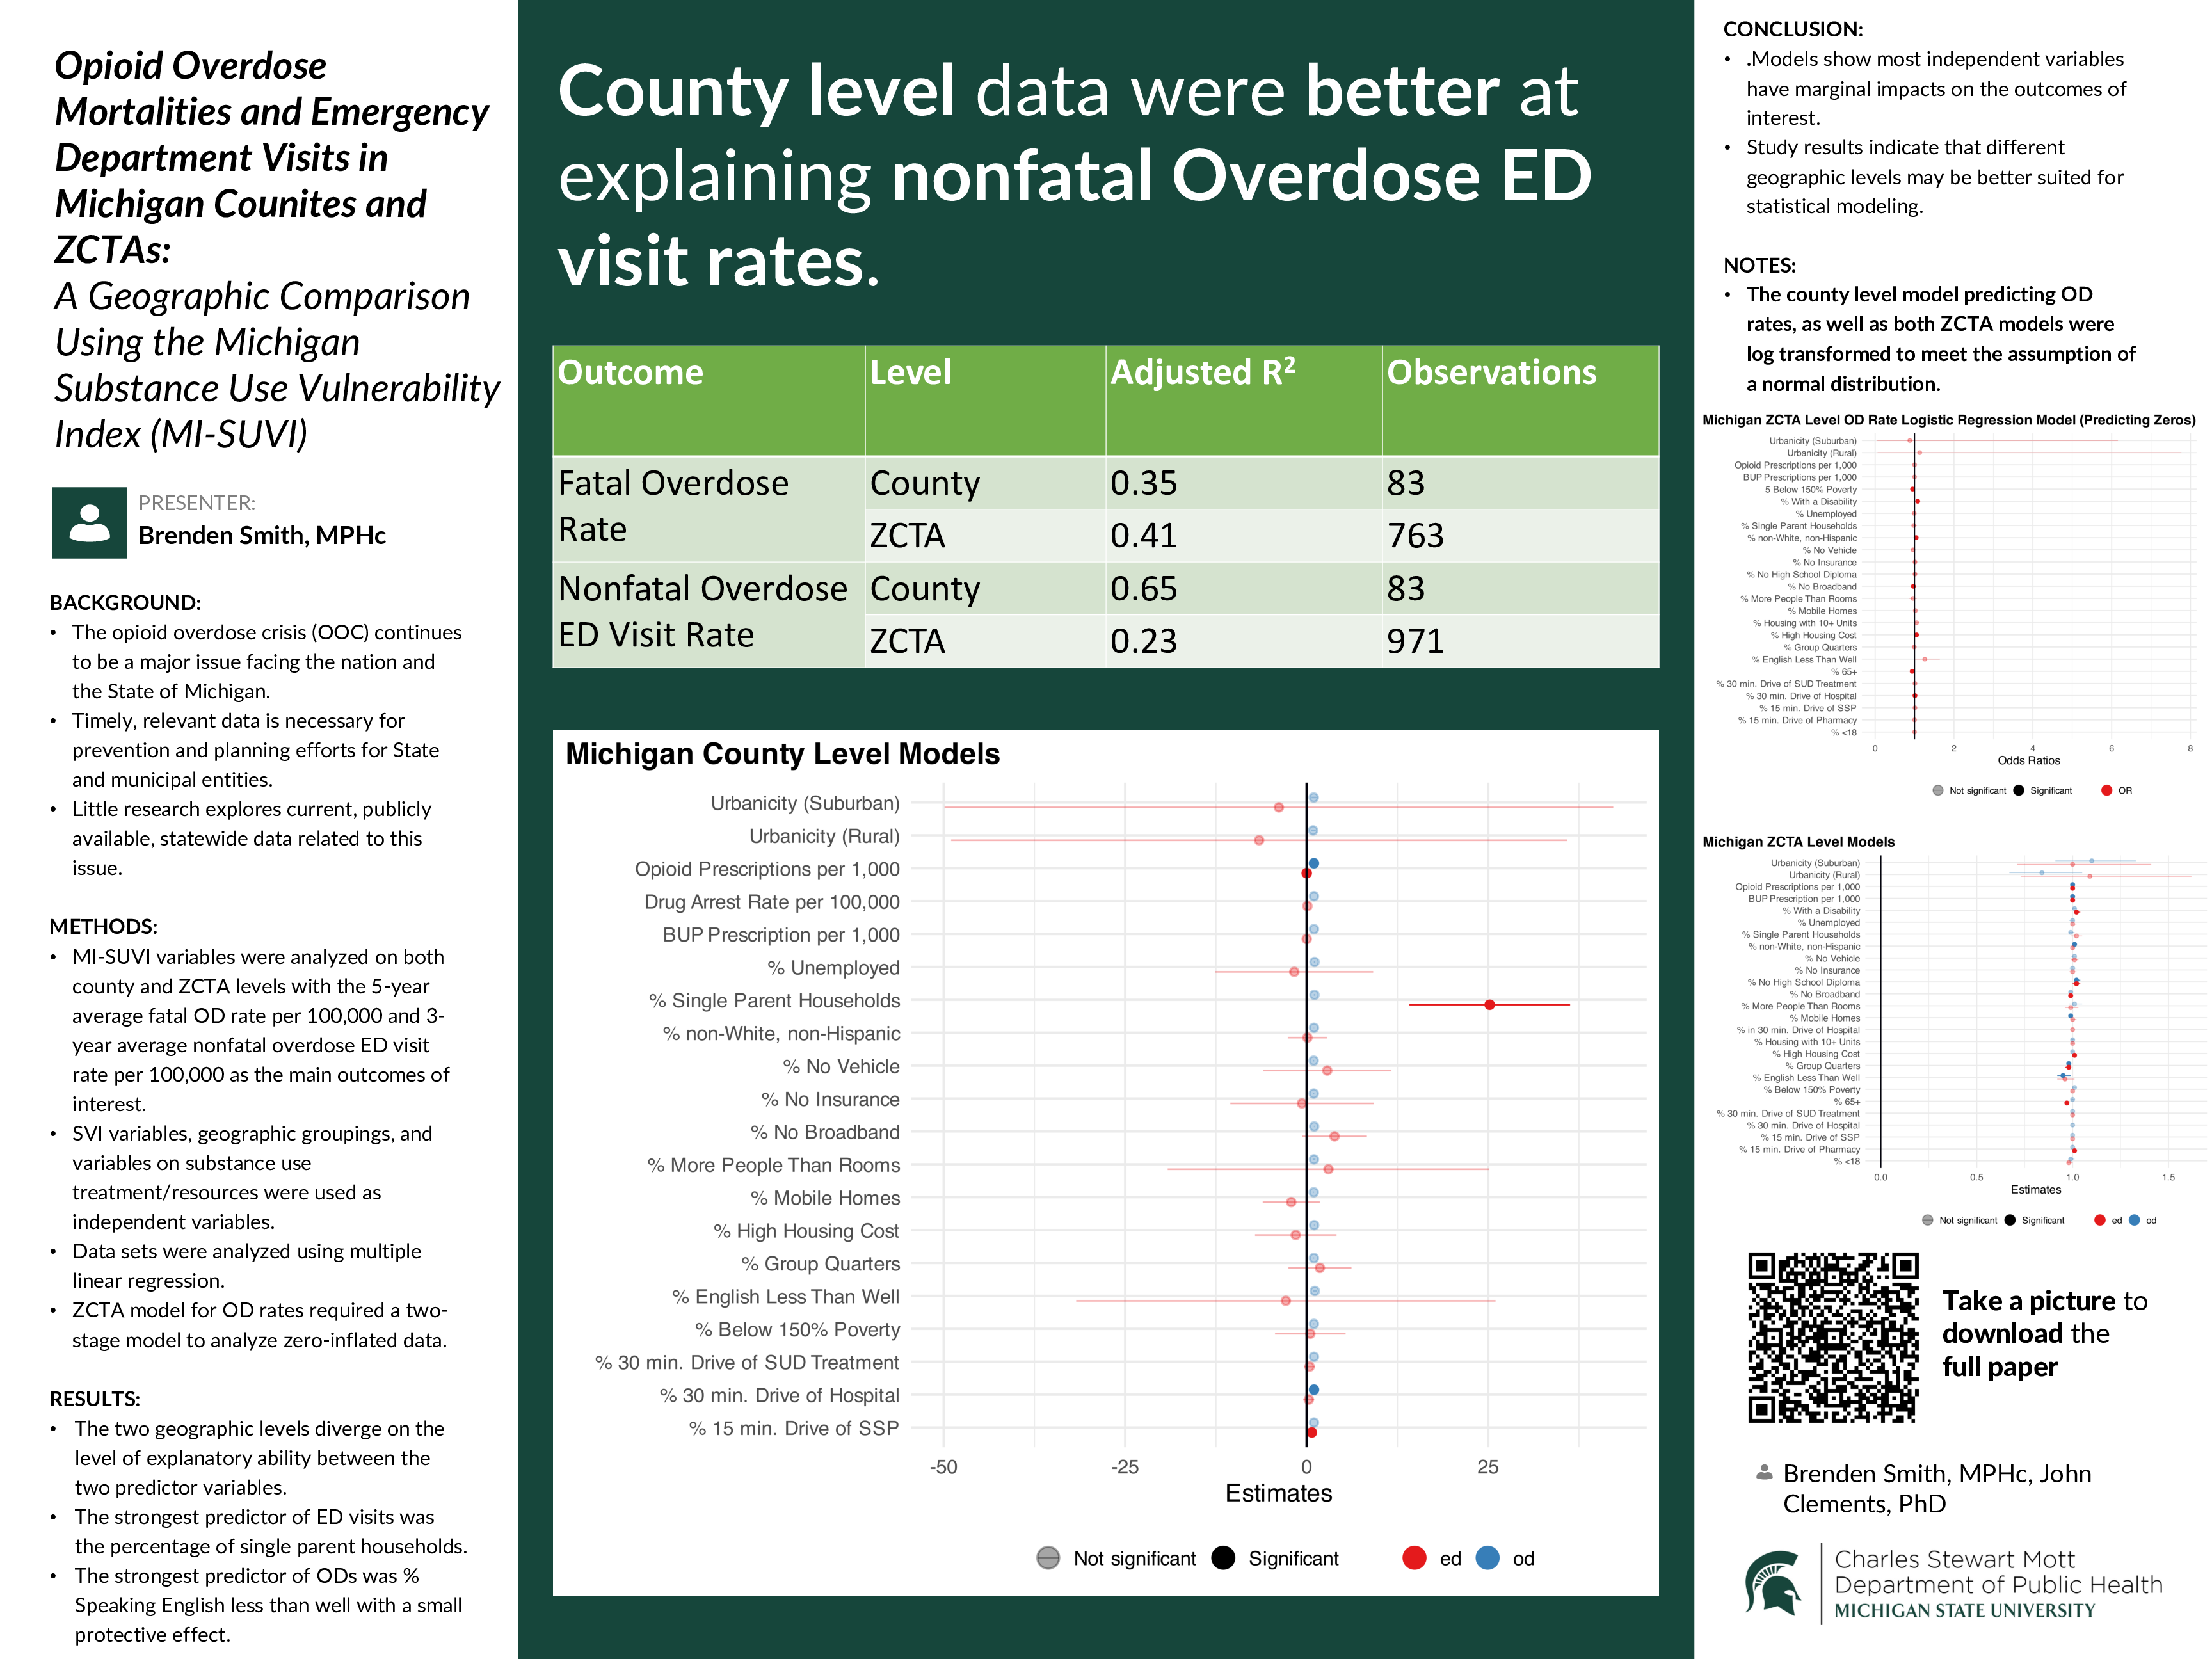 Opioid Overdose
Mortalities and Emergency
Department Visits in
Michigan Counites and
ZCTAs:
A Geographic Comparison
Using the Michigan
Substance Use Vulnerability
Index (MI-SUVI)
PRESENTER:
Brenden Smith, MPHc
BACKGROUND:
• The opioid overdose crisis (OOC) continues
to be a major issue facing the nation and
the State of Michigan.
• Timely, relevant data is necessary for
prevention and planning efforts for State
and municipal entities.
• Little research explores current, publicly
available, statewide data related to this
issue.
METHODS:
• MI-SUVI variables were analyzed on both
county and ZCTA levels with the 5-year
average fatal OD rate per 100,000 and 3-
year average nonfatal overdose ED visit
rate per 100,000 as the main outcomes of
interest.
• SVI variables, geographic groupings, and
variables on substance use
treatment/resources were used as
independent variables.
• Data sets were analyzed using multiple
linear regression.
• ZCTA model for OD rates required a two-
stage model to analyze zero-inflated data.
RESULTS:
• The two geographic levels diverge on the
level of explanatory ability between the
two predictor variables.
• The strongest predictor of ED visits was
the percentage of single parent households.
• The strongest predictor of ODs was %
Speaking English less than well with a small
protective effect.
County level data were better at
explaining nonfatal Overdose ED
visit rates.
Outcome Level Adjusted R² Observations
Fatal Overdose Rate County 0.35 83
ZCTA 0.41 763
Nonfatal Overdose ED Visit Rate County 0.65 83
ZCTA 0.23 971
Michigan County Level Models
Urbanicity (Suburban)
Urbanicity (Rural)
Opioid Prescriptions per 1,000
Drug Arrest Rate per 100,000
BUP Prescription per 1,000
% Unemployed
% Single Parent Households
% non-White, non-Hispanic
% No Vehicle
% No Insurance
% No Broadband
% More People Than Rooms
% Mobile Homes
% High Housing Cost
% Group Quarters
% English Less Than Well
% Below 150% Poverty
% 30 min. Drive of SUD Treatment
% 30 min. Drive of Hospital
% 15 min. Drive of SSP
-50 -25 0 25
Estimates
Not significant Significant ed od
CONCLUSION:
• .Models show most independent variables
have marginal impacts on the outcomes of
interest.
• Study results indicate that different
geographic levels may be better suited for
statistical modeling.
NOTES:
• The county level model predicting OD
rates, as well as both ZCTA models were
log transformed to meet the assumption of
a normal distribution.
Michigan ZCTA Level OD Rate Logistic Regression Model (Predicting Zeros)
Urbanicity (Suburban)
Urbanicity (Rural)
Opioid Prescriptions per 1,000
BUP Prescriptions per 1,000
5 Below 150% Poverty
% With a Disability
% Unemployed
% Single Parent Households
% non-White, non-Hispanic
% No Vehicle
% No Insurance
% No High School Diploma
% No Broadband
% More People Than Rooms
% Mobile Homes
% Housing with 10+ Units
% High Housing Cost
% Group Quarters
% English Less Than Well
% 65+
% 30 min. Drive of SUD Treatment
% 30 min. Drive of Hospital
% 15 min. Drive of SSP
% 15 min. Drive of Pharmacy
% <18
0 2 4 6 8
Odds Ratios
Not significant Significant OR
Michigan ZCTA Level Models
Urbanicity (Suburban)
Urbanicity (Rural)
Opioid Prescriptions per 1,000
BUP Prescription per 1,000
% With a Disability
% Unemployed
% Single Parent Households
% non-White, non-Hispanic
% No Vehicle
% No Insurance
% No High School Diploma
% No Broadband
% More People Than Rooms
% Mobile Homes
% in 30 min. Drive of Hospital
% Housing with 10+ Units
% High Housing Cost
% Group Quarters
% English Less Than Well
% Below 150% Poverty
% 65+
% 30 min. Drive of SUD Treatment
% 30 min. Drive of Hospital
% 15 min. Drive of SSP
% 15 min. Drive of Pharmacy
% <18
0.0 0.5 1.0 1.5
Estimates
Not significant Significant ed od
Take a picture to
download the
full paper
Brenden Smith, MPHc, John
Clements, PhD
Charles Stewart Mott
Department of Public Health
MICHIGAN STATE UNIVERSITY